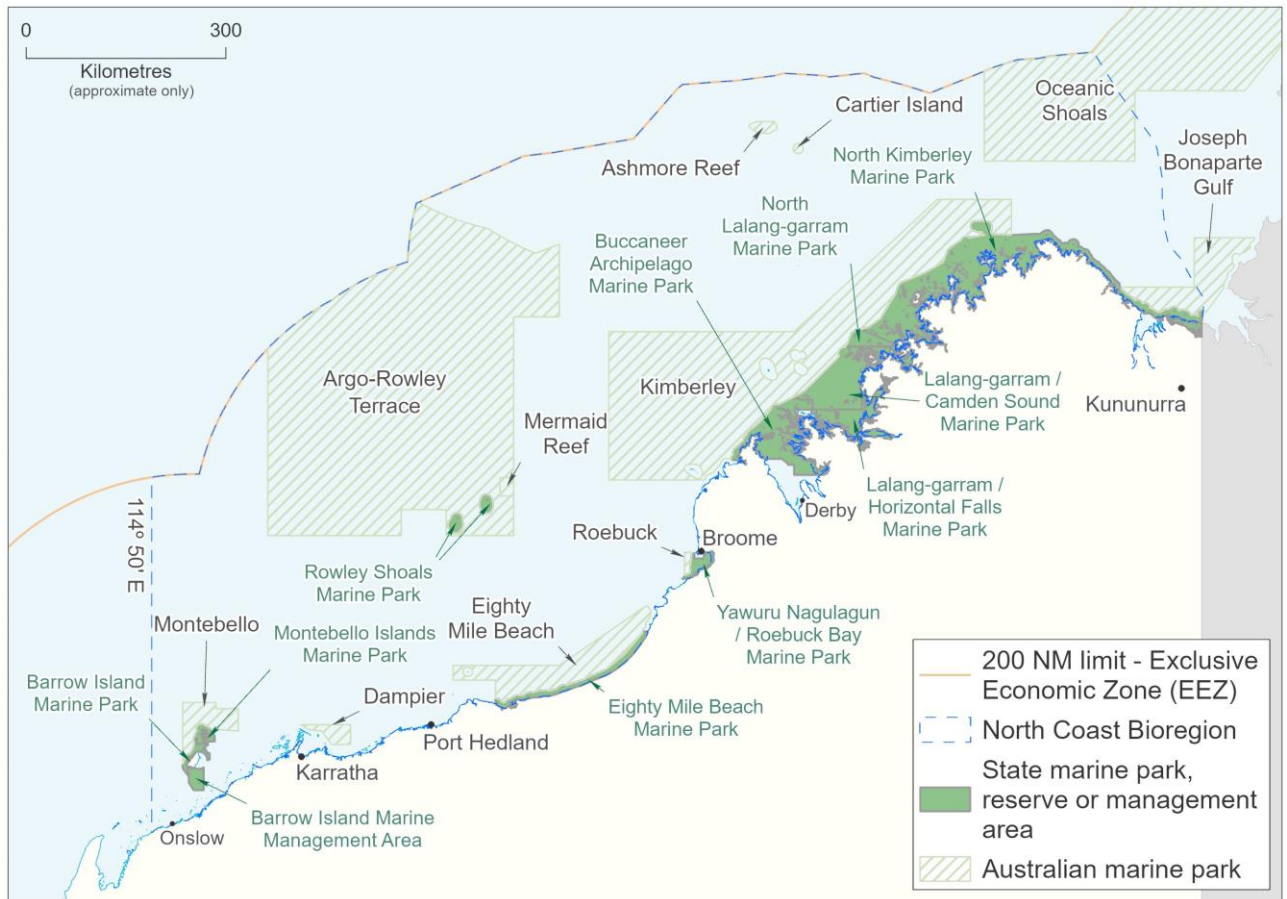 0 300
Kilometres
(approximate only)
Cartier Island
Oceanic
Shoals
Ashmore Reef
North Kimberley
Marine Park
Joseph
Bonaparte
Gulf
North
Lalang-garram
Marine Park
Buccaneer
Archipelago
Marine Park
Argo-Rowley
Terrace
Kimberley
Mermaid
Reef
Lalang-garram /
Camden Sound
Marine Park
Kununurra
Lalang-garram /
Horizontal Falls
Marine Park
Derby
114º 50' E
Roebuck
Broome
Rowley Shoals
Marine Park
Yawuru Nagulagun
/ Roebuck Bay
Marine Park
Eighty
Mile Beach
Montebello
Montebello Islands
Marine Park
Barrow Island
Marine Park
Dampier
Eighty Mile Beach
Marine Park
Port Hedland
Karratha
Onslow
Barrow Island Marine
Management Area
200 NM limit - Exclusive
Economic Zone (EEZ)
North Coast Bioregion
State marine park,
reserve or management
area
Australian marine park